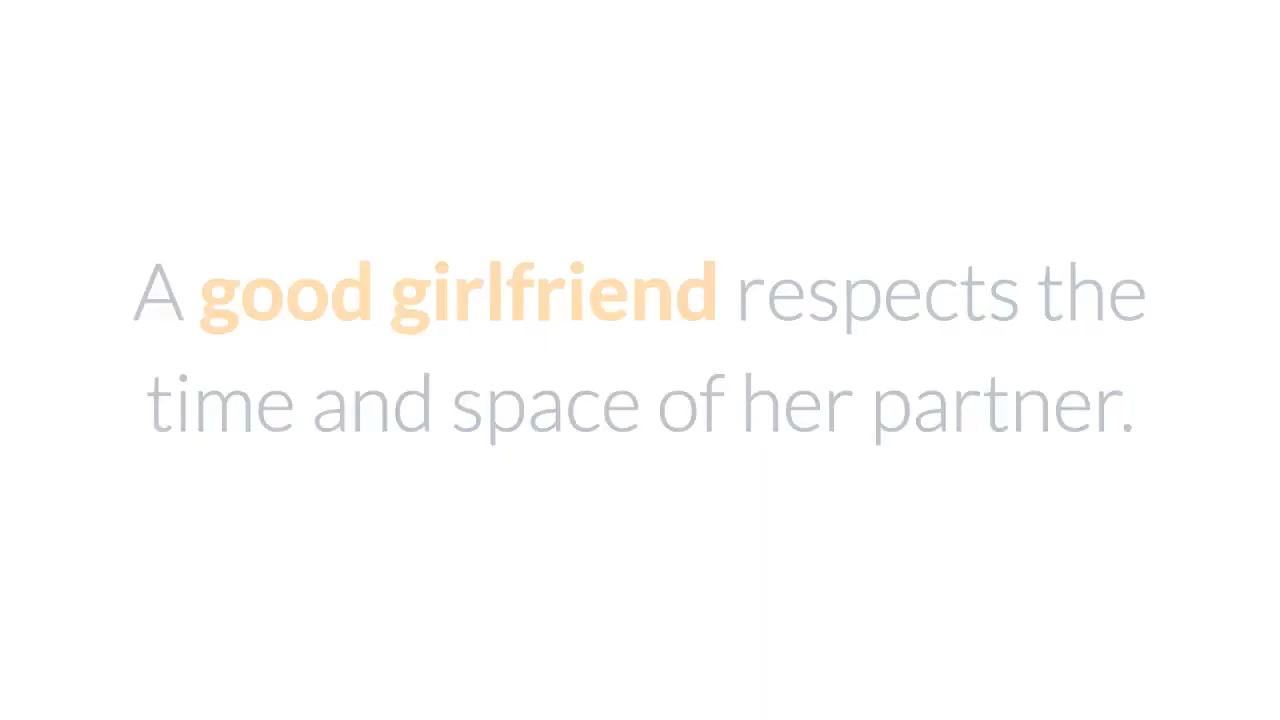 A good girlfriend respects the
time and space of her partner.